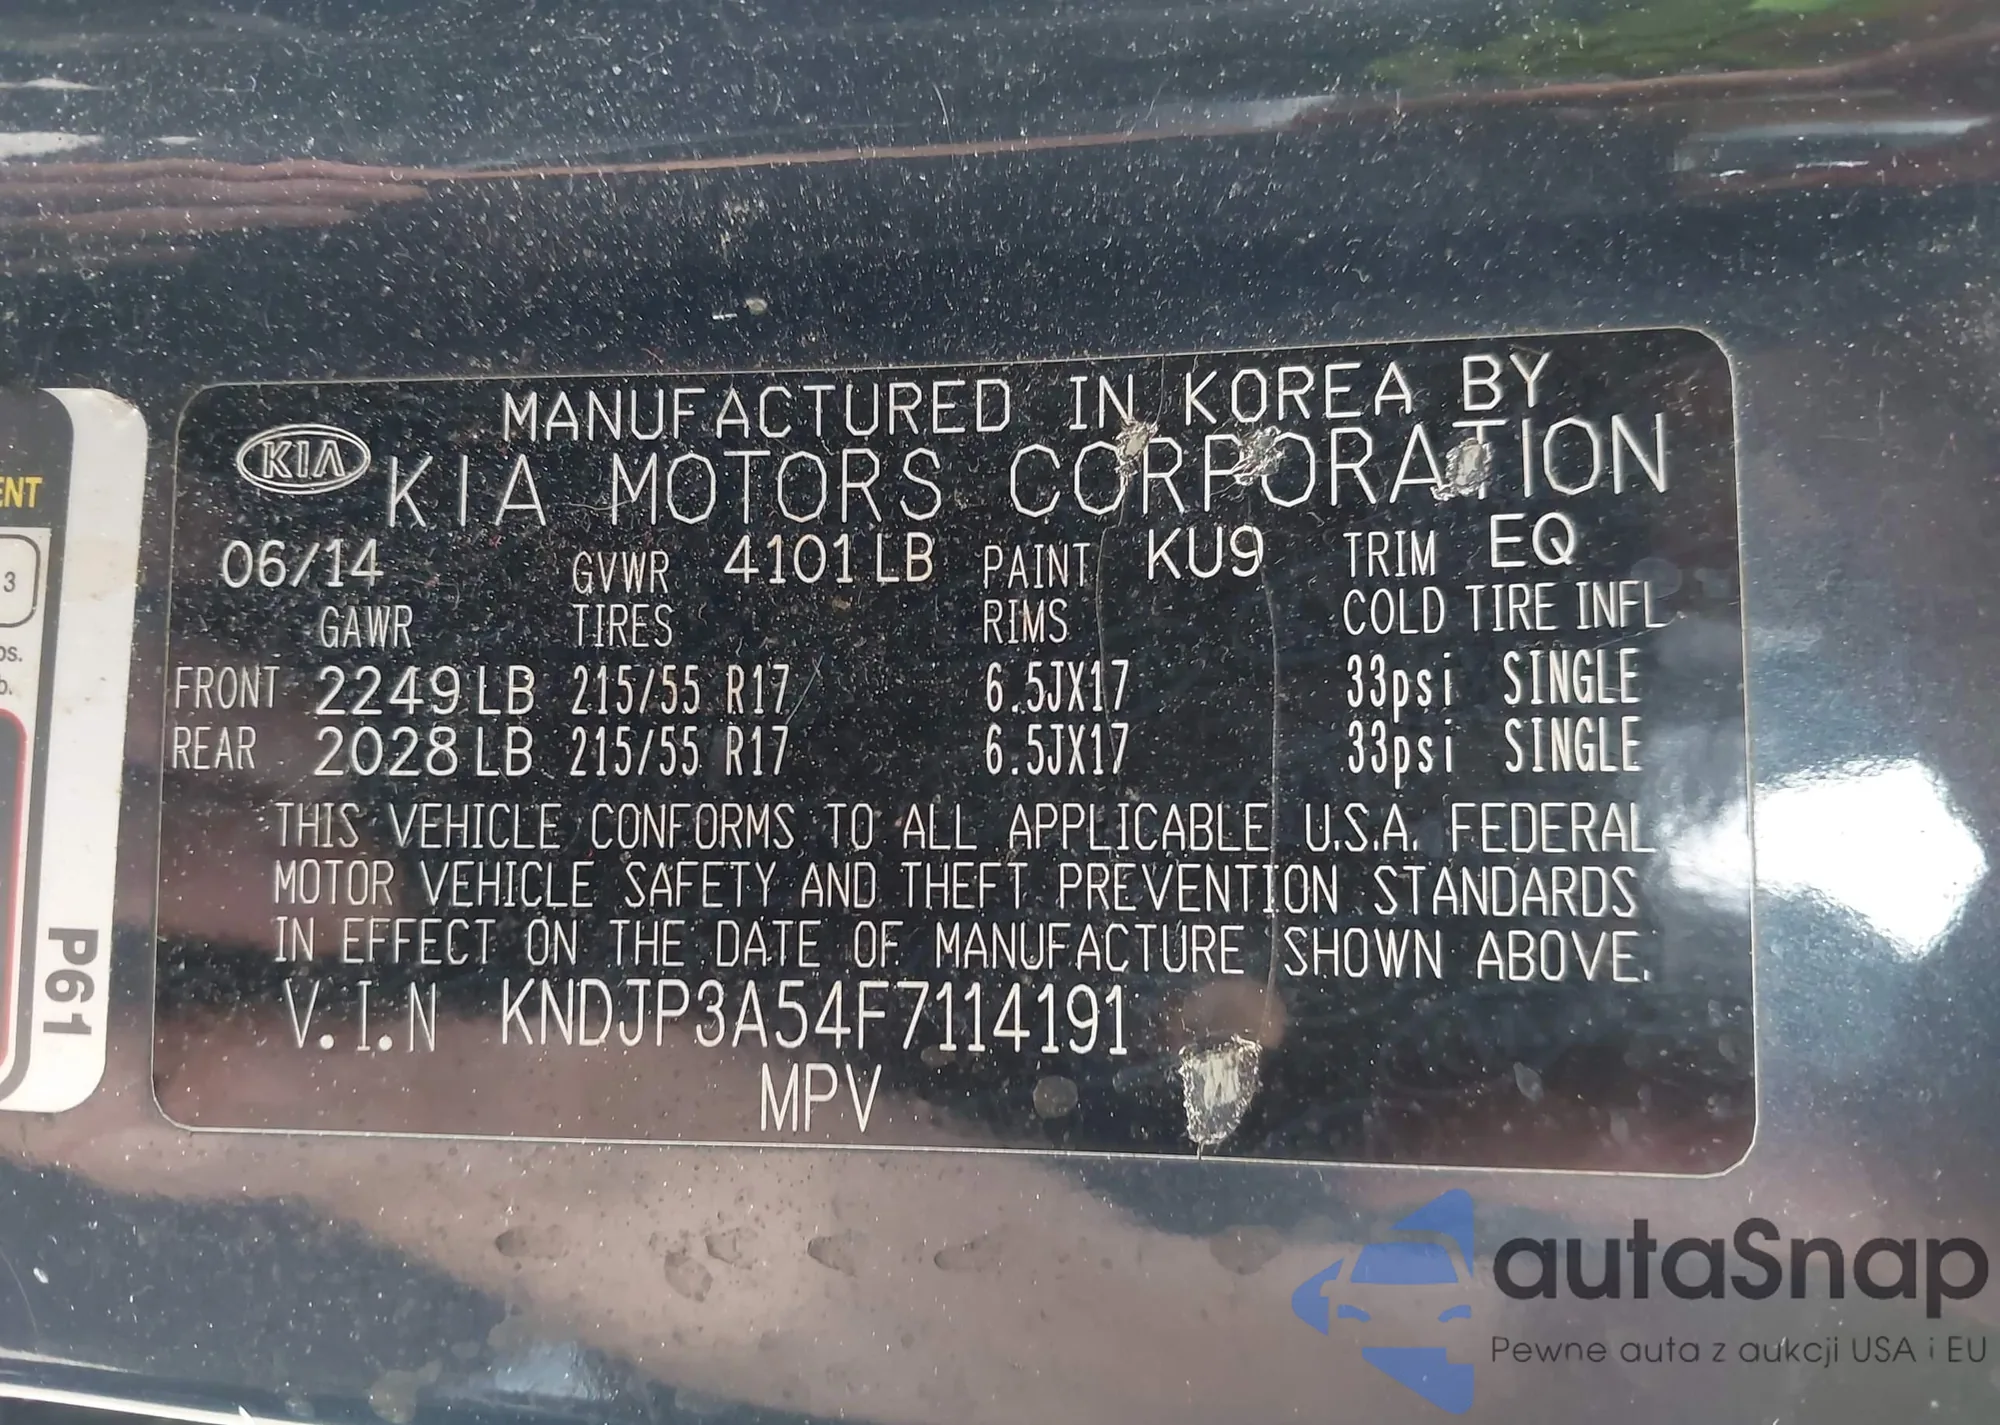 MANUFACTURED IN KOREA BY
KIA KIA MOTORS CORPORATION
06/14 GVWR 4101 LB PAINT KU9 TRIM EQ
GAWR TIRES RIMS COLD TIRE INFL
FRONT 2249 LB 215/55 R17 6.5JX17 33psi SINGLE
REAR 2028 LB 215/55 R17 6.5JX17 33psi SINGLE
THIS VEHICLE CONFORMS TO ALL APPLICABLE U.S.A. FEDERAL
MOTOR VEHICLE SAFETY AND THEFT PREVENTION STANDARDS
IN EFFECT ON THE DATE OF MANUFACTURE SHOWN ABOVE.
V.I.N KNDJP3A54F7114191
MPV
3
P61
autaSnap
Pewne auta z aukcji USA i EU